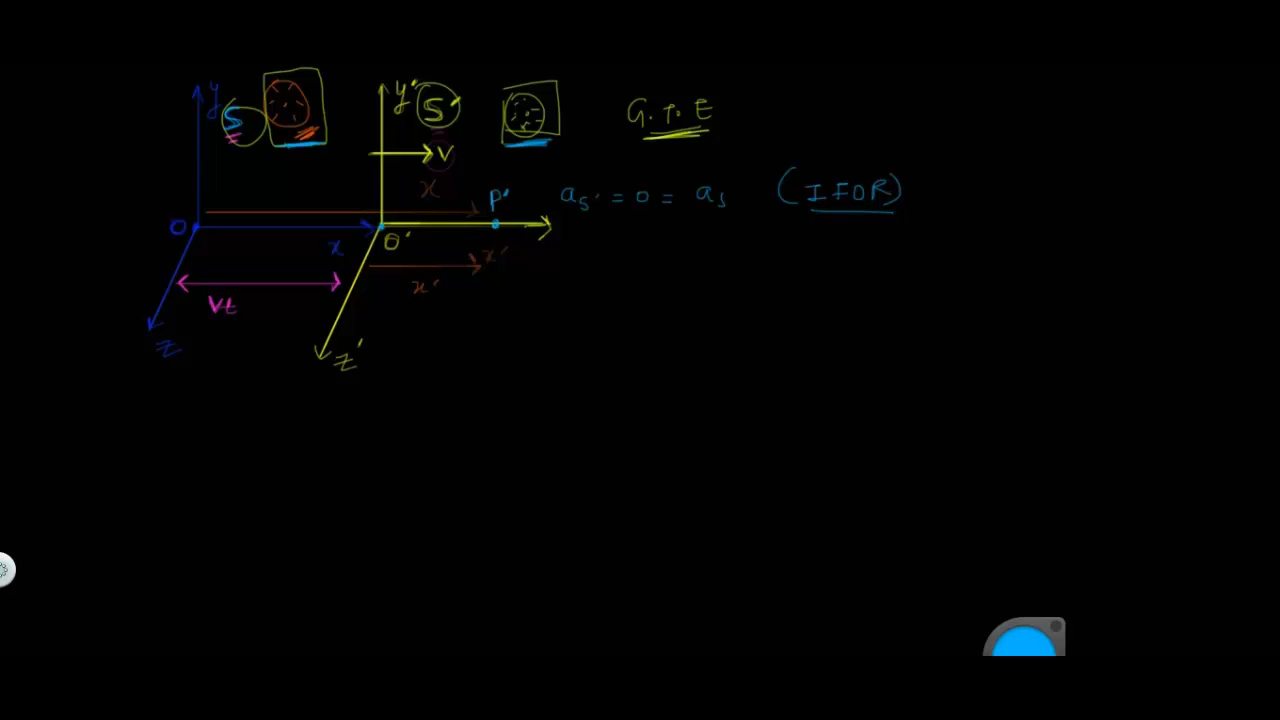 y S y' S' G.T.E
V
x P' a_S' = 0 = a_S (IFOR)
O x O' x'
x'
Vt
z z'